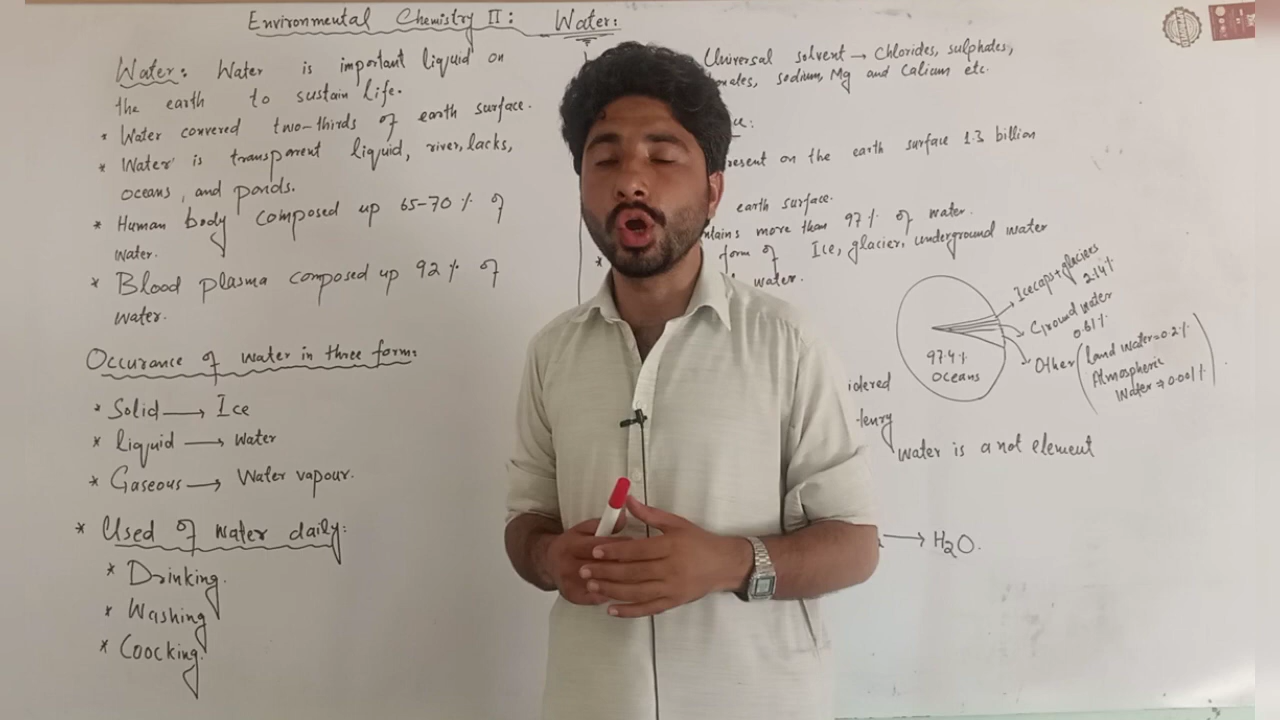 Environmental Chemistry II: Water:
Water: Water is important liquid on
the earth to sustain life.
* Water convered two-thirds of earth surface.
* Water is transparent liquid, river, lacks,
oceans, and ponds.
* Human body composed up 65-70 % of
water.
* Blood plasma composed up 92 % of
water.
Occurance of water in three form:
* Solid → Ice
* liquid → Water
* Gaseous → Water vapour.
* Used of water daily:
* Drinking.
* Washing
* Coocking.
Universal solvent → Chlorides, sulphates,
sodium, Mg and Calium etc.
on the earth surface 1.3 billion
earth surface.
more than 97 % of water.
* form of Ice, glacier, underground water
water.
Icecaps+glaciers
2.14 %
Ground water
0.61 %
Other (Land water=0.2 %
Atmospheric
Water → 0.001 %)
97.4 %
oceans
water is a not element
→ H2O.